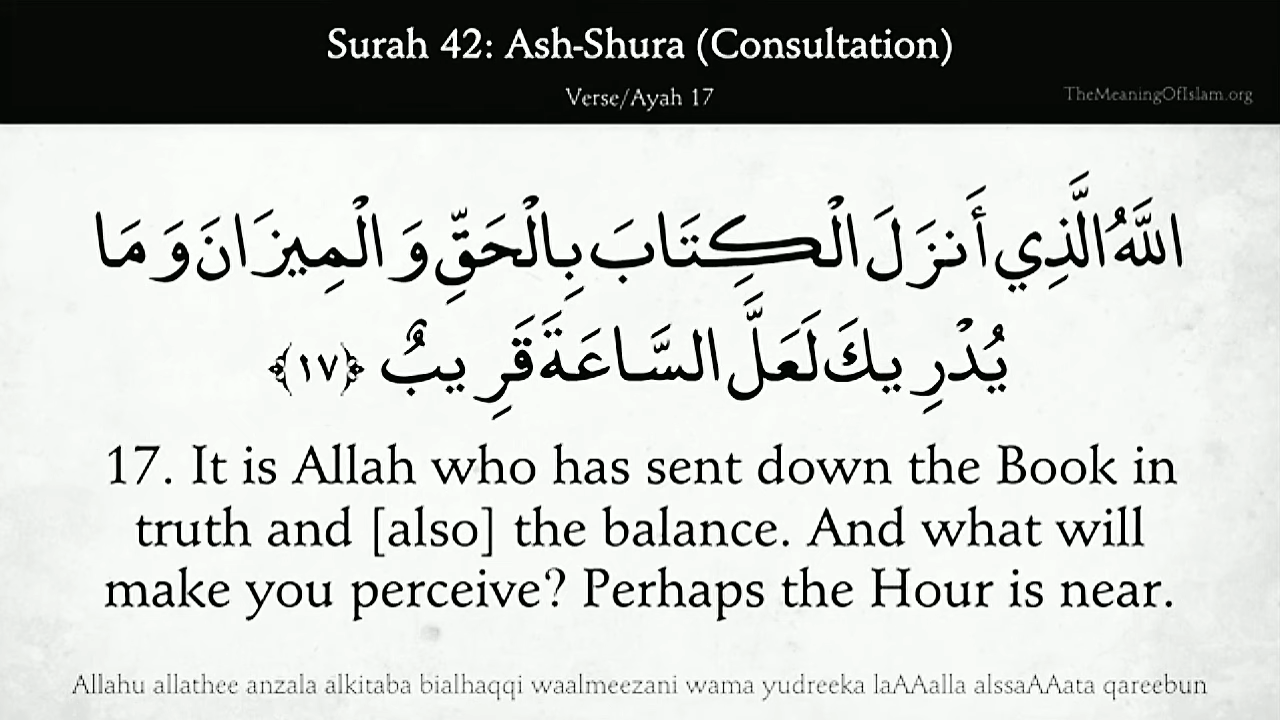 Surah 42: Ash-Shura (Consultation)
Verse/Ayah 17
TheMeaningOfIslam.org
اللَّهُ الَّذِي أَنزَلَ الْكِتَابَ بِالْحَقِّ وَالْمِيزَانَ وَمَا
يُدْرِيكَ لَعَلَّ السَّاعَةَ قَرِيبٌ ﴿١٧﴾
17. It is Allah who has sent down the Book in
truth and [also] the balance. And what will
make you perceive? Perhaps the Hour is near.
Allahu allathee anzala alkitaba bialhaqqi waalmeezani wama yudreeka laAAalla alssaAAata qareebun